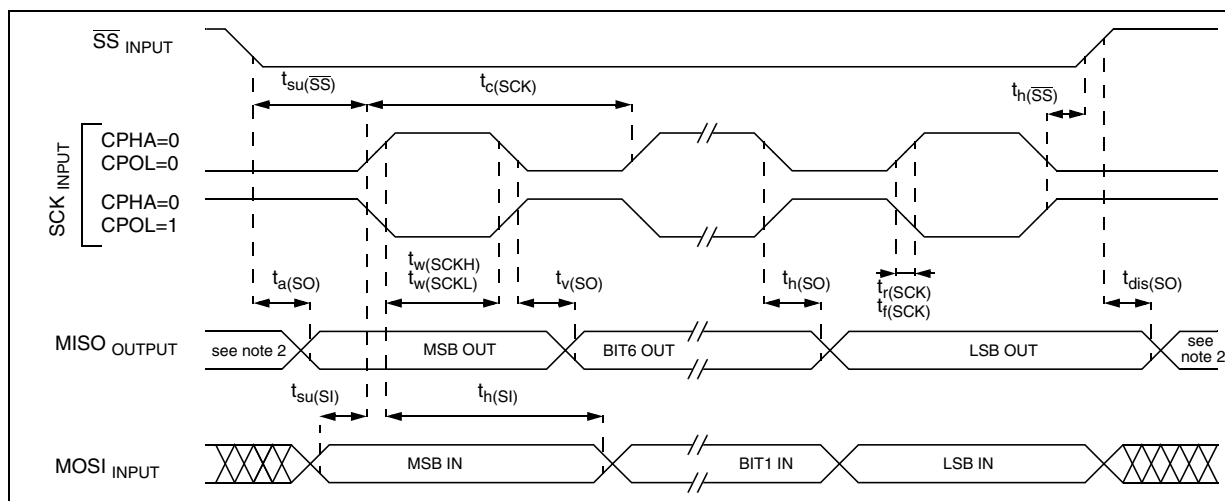 SS INPUT
tsu(SS)
tc(SCK)
th(SS)
SCK INPUT
CPHA=0
CPOL=0
CPHA=0
CPOL=1
ta(SO)
tw(SCKH)
tw(SCKL)
tv(SO)
th(SO)
tr(SCK)
tf(SCK)
tdis(SO)
MISO OUTPUT
see note 2
MSB OUT
BIT6 OUT
LSB OUT
see
note 2
tsu(SI)
th(SI)
MOSI INPUT
MSB IN
BIT1 IN
LSB IN